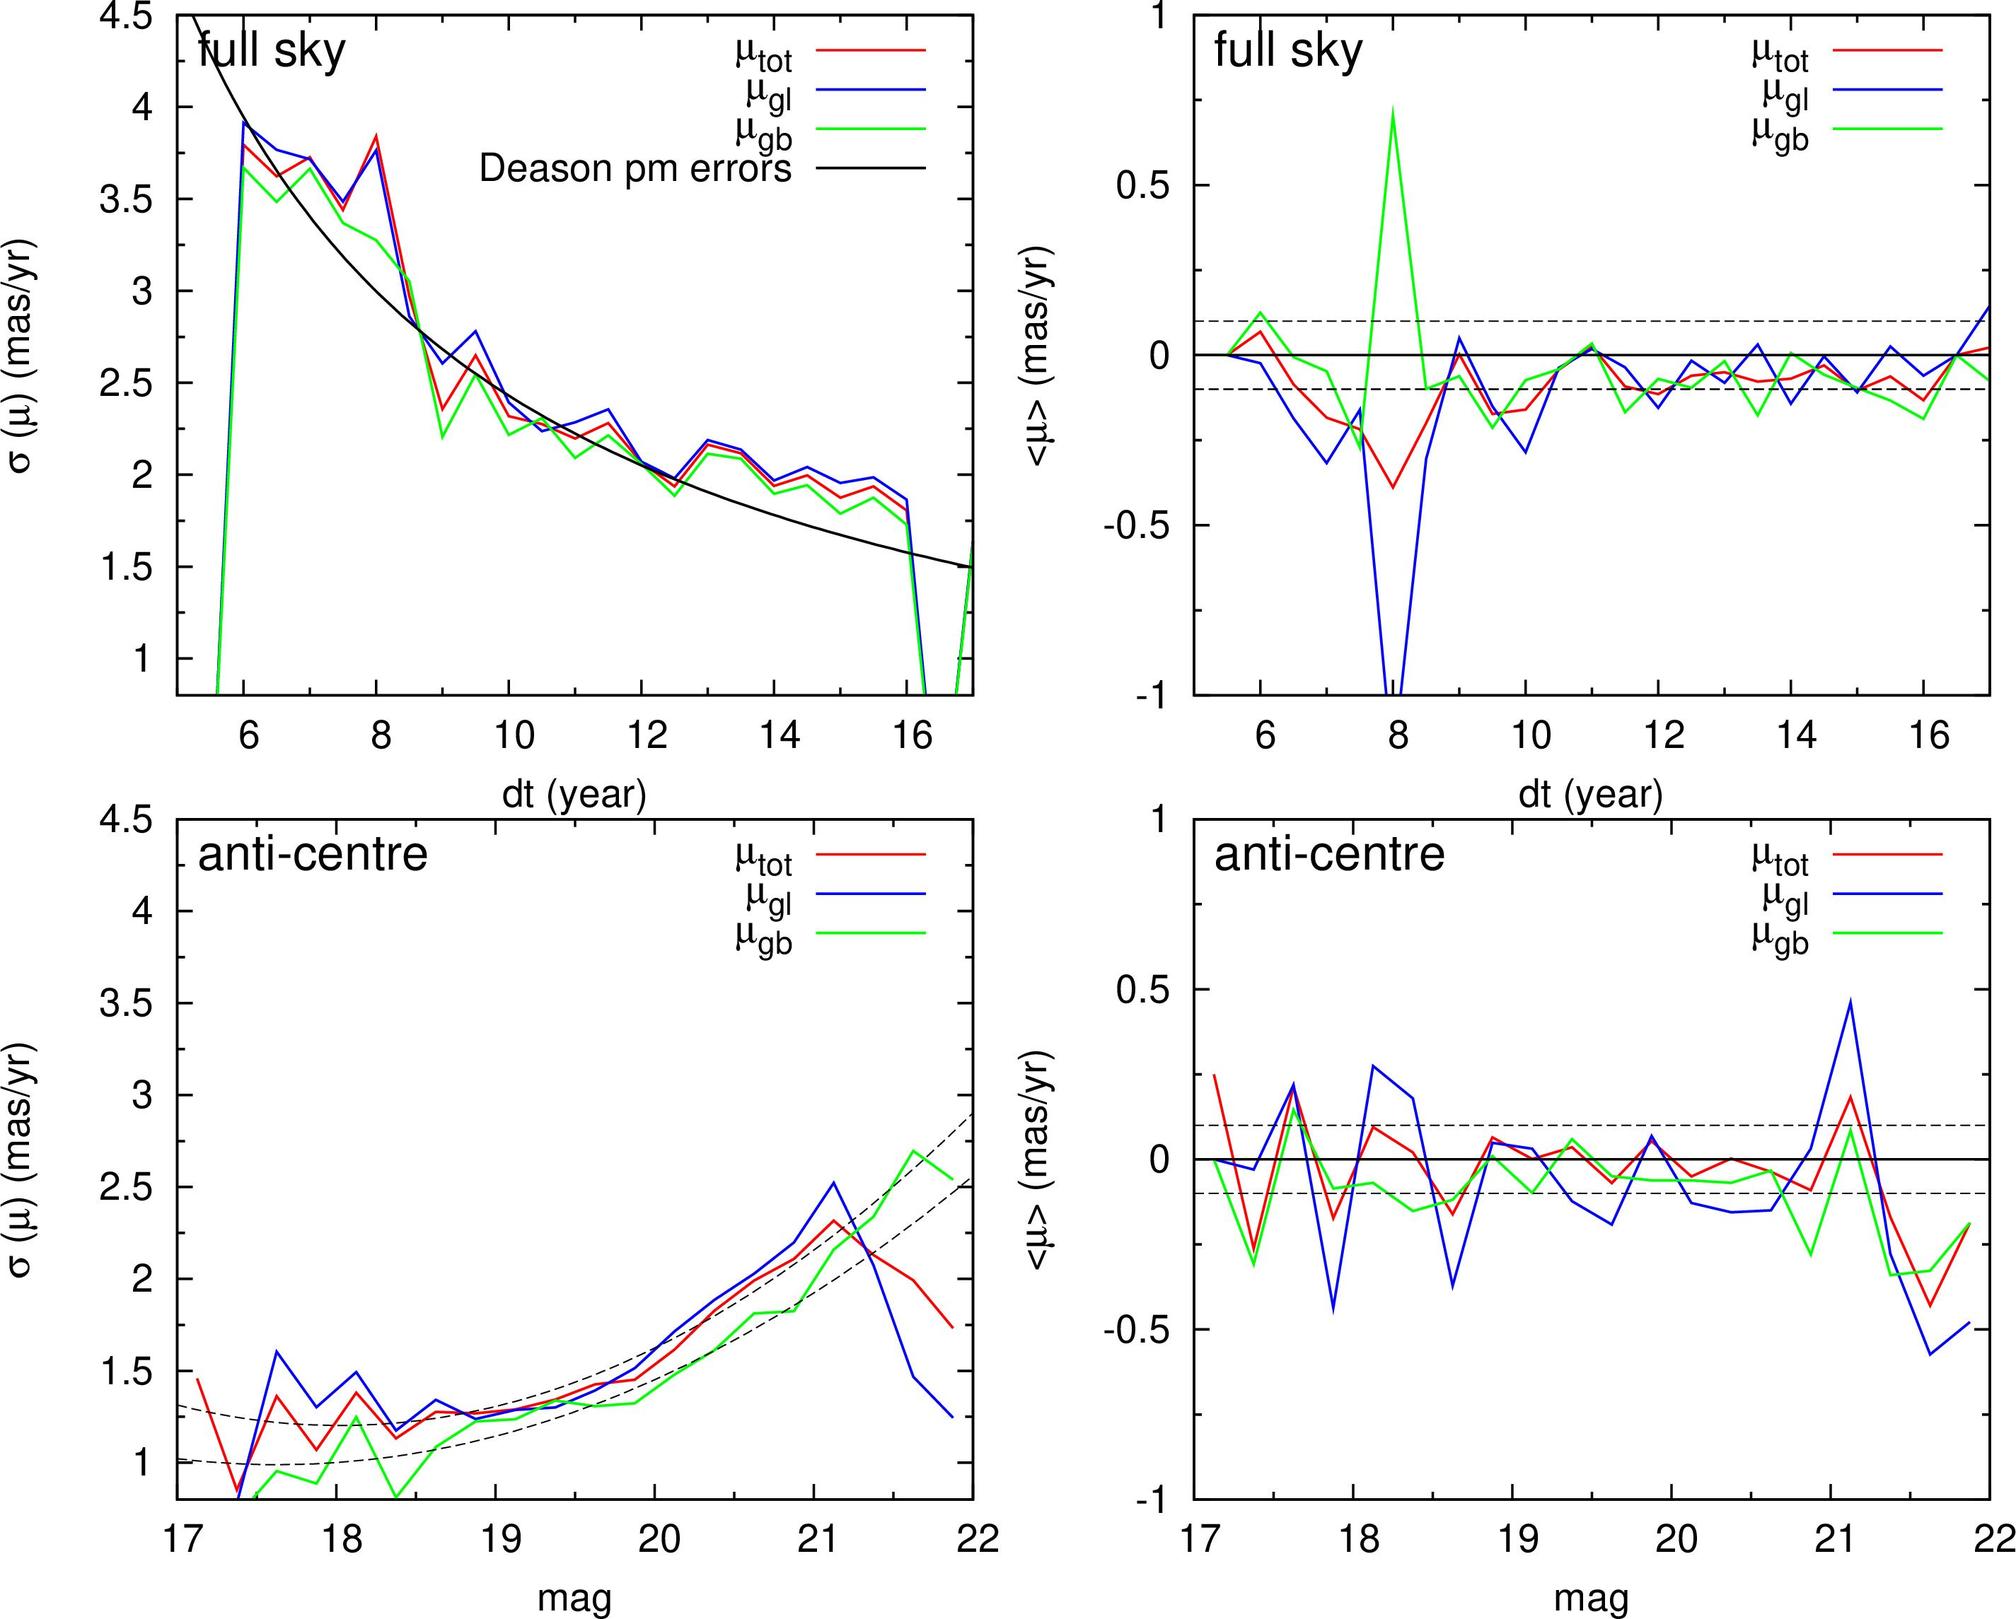 full sky
μtot
μgl
μgb
Deason pm errors
4.5
4
3.5
3
2.5
2
1.5
1
σ (μ) (mas/yr)
6 8 10 12 14 16
dt (year)
full sky
μtot
μgl
μgb
1
0.5
0
-0.5
-1
<μ> (mas/yr)
6 8 10 12 14 16
dt (year)
anti-centre
μtot
μgl
μgb
4.5
4
3.5
3
2.5
2
1.5
1
σ (μ) (mas/yr)
17 18 19 20 21 22
mag
anti-centre
μtot
μgl
μgb
1
0.5
0
-0.5
-1
<μ> (mas/yr)
17 18 19 20 21 22
mag